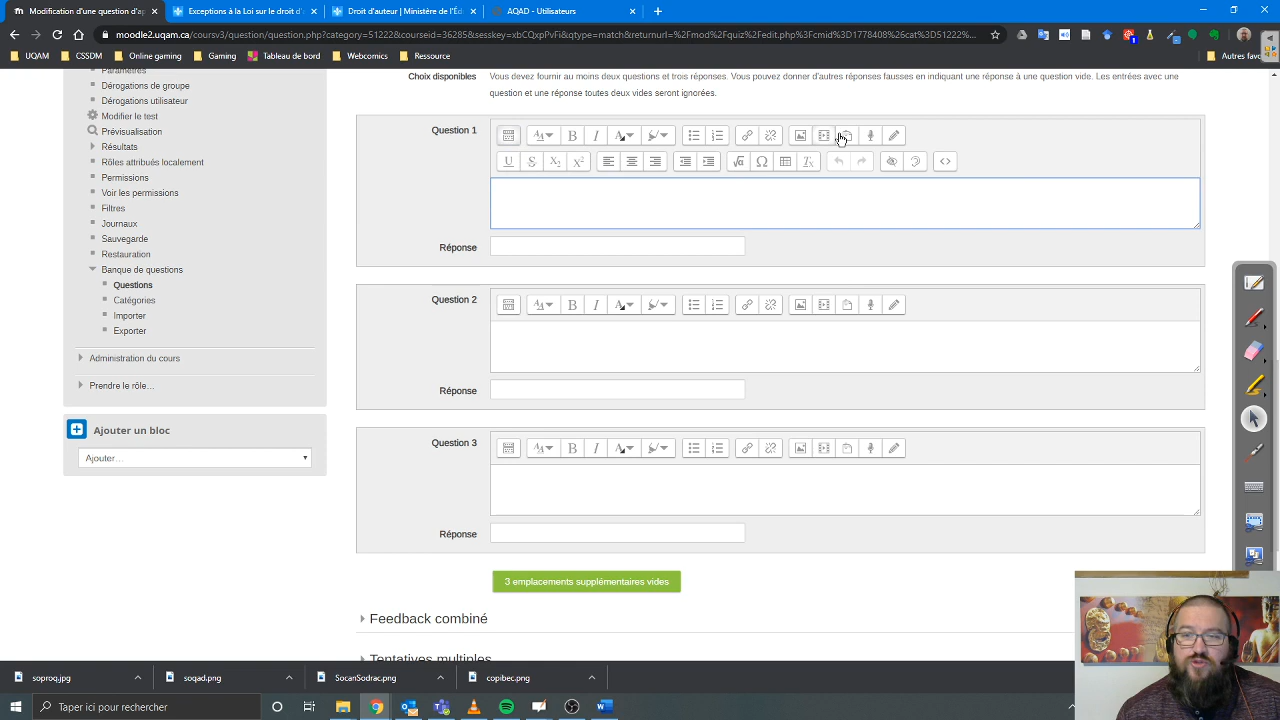 Modification d'une question d'a
Exceptions à la Loi sur le droit d'
Droit d'auteur | Ministère de l'Éd
AQAD - Utilisateurs
moodle2.uqam.ca/coursv3/question/question.php?category=51222&courseid=36285&sesskey=xbCQxpPvFi&qtype=match&returnurl=%2Fmod%2Fquiz%2Fedit.php%3Fcmid%3D1778408%26cat%3D51222%...
UQAM
CSSDM
Online gaming
Gaming
Tableau de bord
Webcomics
Ressource
Autres favo
Paramètres
Dérogations de groupe
Dérogations utilisateur
Modifier le test
Prévisualisation
Résultats
Rôles attribués localement
Permissions
Voir les permissions
Filtres
Journaux
Sauvegarde
Restauration
Banque de questions
Questions
Catégories
Importer
Exporter
Administration du cours
Prendre le rôle…
Ajouter un bloc
Ajouter…
Choix disponibles
Vous devez fournir au moins deux questions et trois réponses. Vous pouvez donner d'autres réponses fausses en indiquant une réponse à une question vide. Les entrées avec une
question et une réponse toutes deux vides seront ignorées.
Question 1
Réponse
Question 2
Réponse
Question 3
Réponse
3 emplacements supplémentaires vides
Feedback combiné
Tentatives multiples
soproq.jpg
soqad.png
SocanSodrac.png
copibec.png
Taper ici pour rechercher